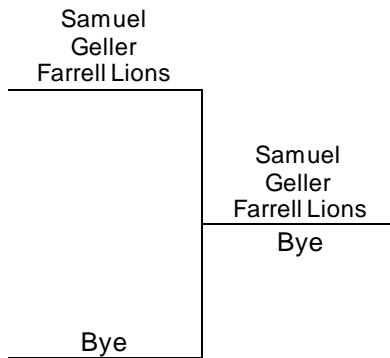 Samuel
Geller
Farrell Lions
Samuel
Geller
Farrell Lions
Bye
Bye